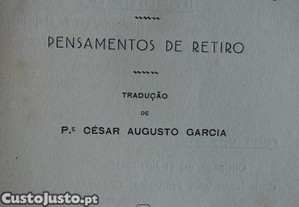 PENSAMENTOS DE RETIRO
TRADUÇÃO
DE
P.ᵉ CÉSAR AUGUSTO GARCIA
CustoJusto.pt